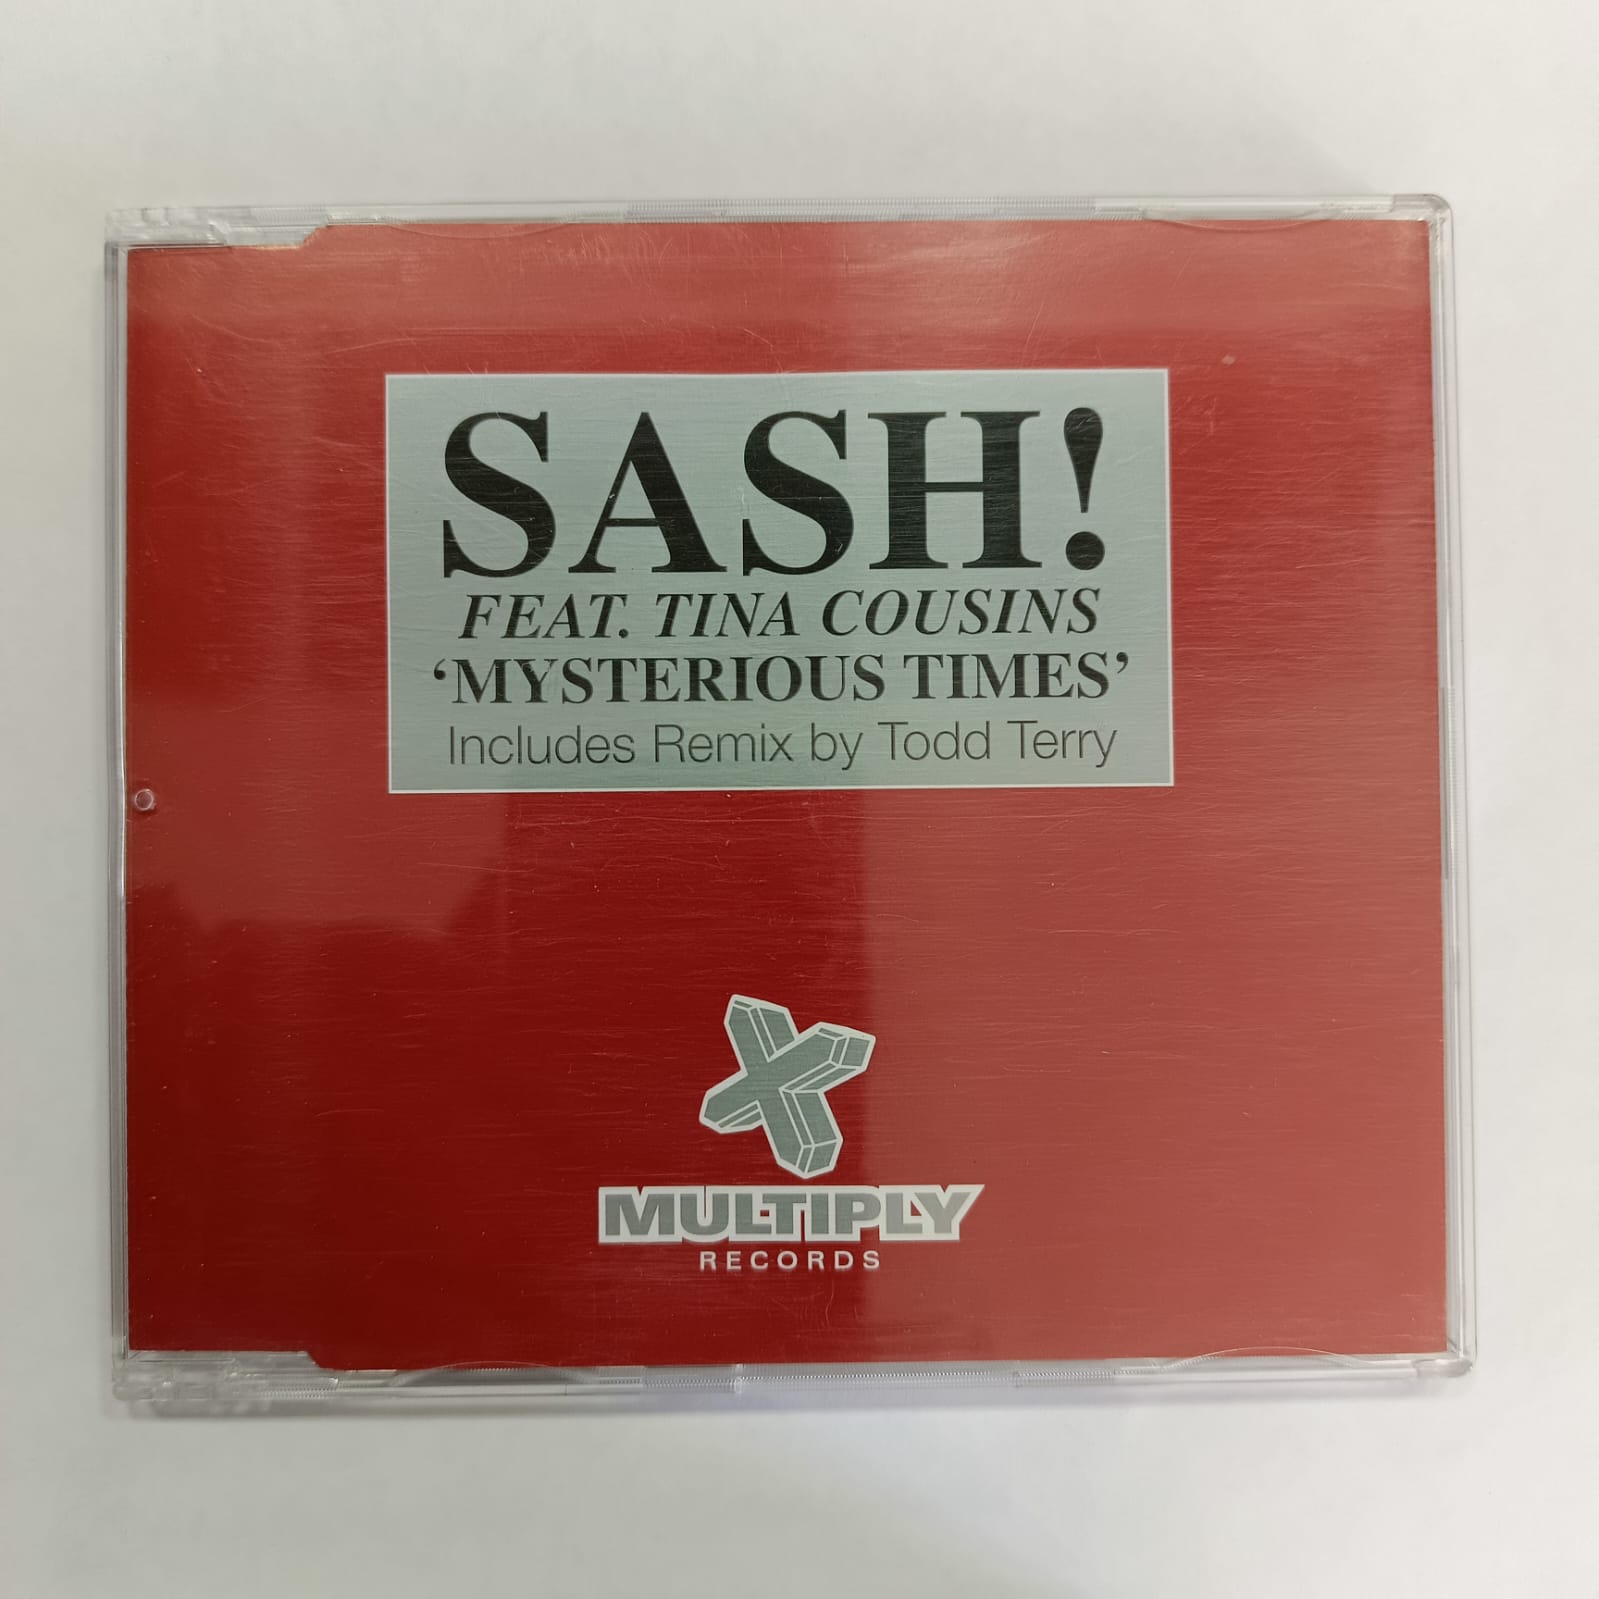 SASH!
FEAT. TINA COUSINS
‘MYSTERIOUS TIMES’
Includes Remix by Todd Terry
MULTIPLY
RECORDS